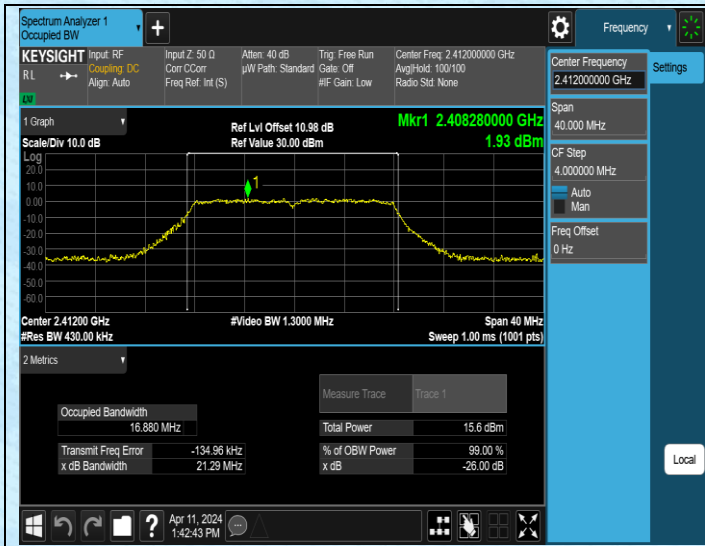 Spectrum Analyzer 1
Occupied BW
Frequency
KEYSIGHT
RL
LXI
Input: RF
Coupling: DC
Align: Auto
Input Z: 50 Ω
Corr CCorr
Freq Ref: Int (S)
Atten: 40 dB
µW Path: Standard
Trig: Free Run
Gate: Off
#IF Gain: Low
Center Freq: 2.412000000 GHz
Avg|Hold: 100/100
Radio Std: None
Center Frequency
2.412000000 GHz
Settings
Span
40.000 MHz
CF Step
4.000000 MHz
Auto
Man
Freq Offset
0 Hz
1 Graph
Scale/Div 10.0 dB
Ref Lvl Offset 10.98 dB
Ref Value 30.00 dBm
Mkr1 2.408280000 GHz
1.93 dBm
Log
20.0
10.0
0.00
-10.0
-20.0
-30.0
-40.0
-50.0
-60.0
1
Center 2.41200 GHz
#Res BW 430.00 kHz
#Video BW 1.3000 MHz
Span 40 MHz
Sweep 1.00 ms (1001 pts)
2 Metrics
Measure Trace Trace 1
Occupied Bandwidth
16.880 MHz
Total Power 15.6 dBm
Transmit Freq Error -134.96 kHz
% of OBW Power 99.00 %
x dB Bandwidth 21.29 MHz
x dB -26.00 dB
Local
?
Apr 11, 2024
1:42:43 PM